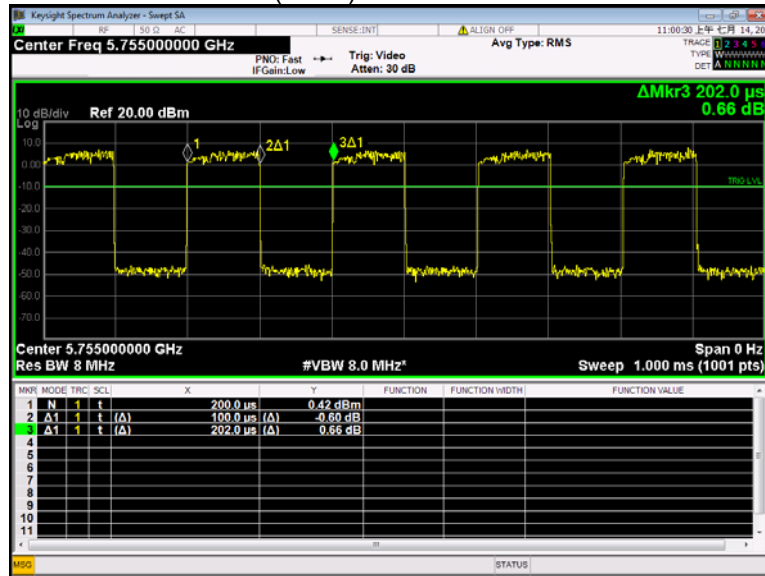 Keysight Spectrum Analyzer - Swept SA
RF 50 Ω AC SENSE:INT ALIGN OFF 11:00:30 上午 七月 14, 20
Center Freq 5.755000000 GHz
PNO: Fast
IFGain:Low
Trig: Video
Atten: 30 dB
Avg Type: RMS
TRACE 1 2 3 4 5
TYPE
DET A N N N N N
ΔMkr3 202.0 µs
0.66 dB
10 dB/div Ref 20.00 dBm
Log
10.0
0.00
-10.0
-30.0
-40.0
-50.0
-60.0
-70.0
1
2Δ1
3Δ1
TRIG LVL
Center 5.755000000 GHz Span 0 Hz
Res BW 8 MHz #VBW 8.0 MHz* Sweep 1.000 ms (1001 pts)
MKR MODE TRC SCL X Y FUNCTION FUNCTION WIDTH FUNCTION VALUE
1 N 1 t 200.0 µs 0.42 dBm
2 Δ1 1 t (Δ) 100.0 µs (Δ) -0.60 dB
3 Δ1 1 t (Δ) 202.0 µs (Δ) 0.66 dB
4
5
6
7
8
9
10
11
MSG STATUS